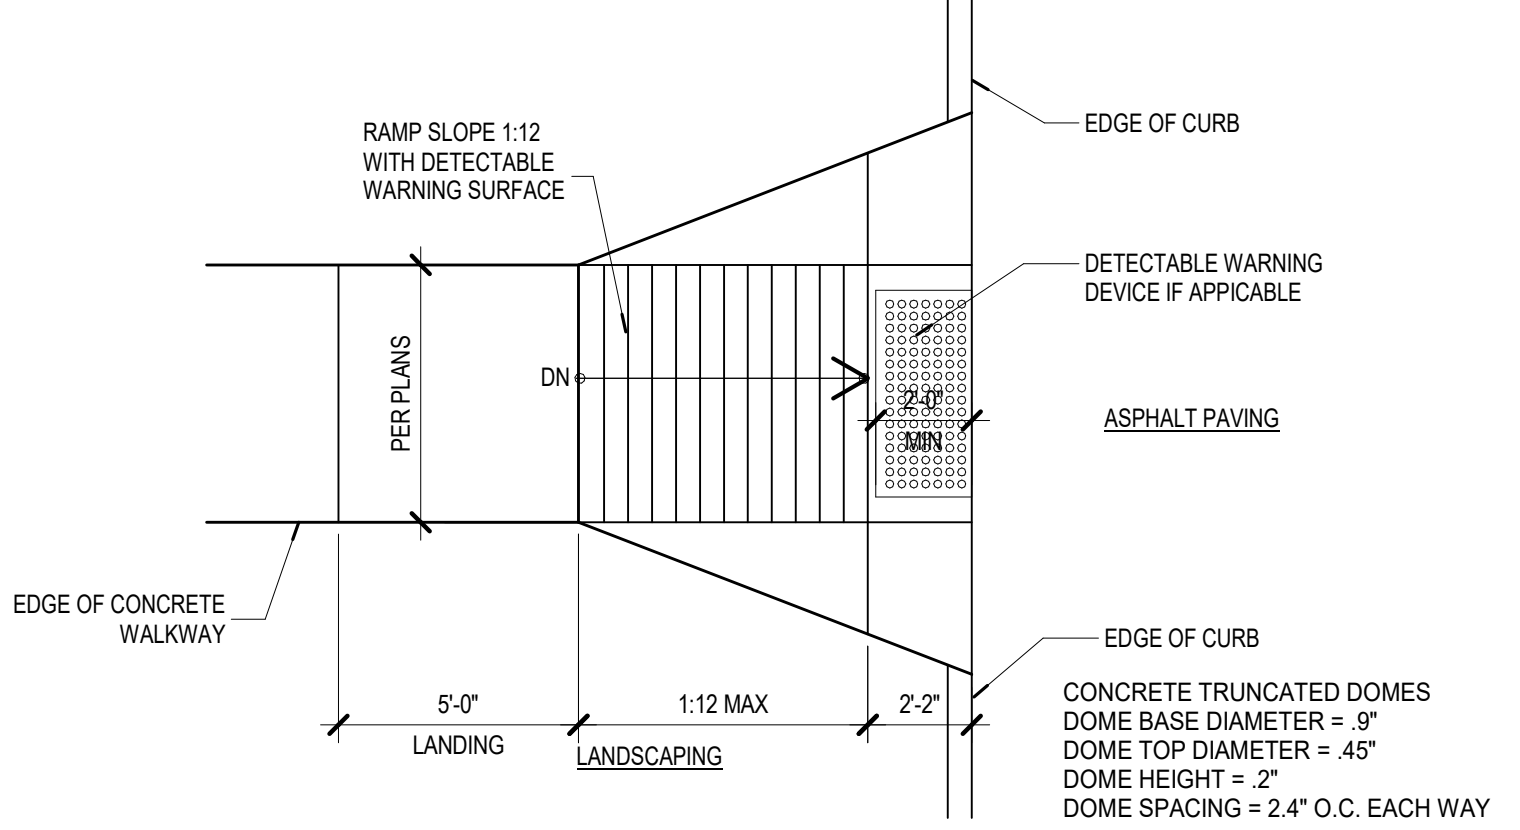 RAMP SLOPE 1:12
WITH DETECTABLE
WARNING SURFACE
EDGE OF CURB
DETECTABLE WARNING
DEVICE IF APPICABLE
PER PLANS
DN
2'-0"
MIN
ASPHALT PAVING
EDGE OF CONCRETE
WALKWAY
EDGE OF CURB
5'-0"
LANDING
1:12 MAX
2'-2"
LANDSCAPING
CONCRETE TRUNCATED DOMES
DOME BASE DIAMETER = .9"
DOME TOP DIAMETER = .45"
DOME HEIGHT = .2"
DOME SPACING = 2.4" O.C. EACH WAY